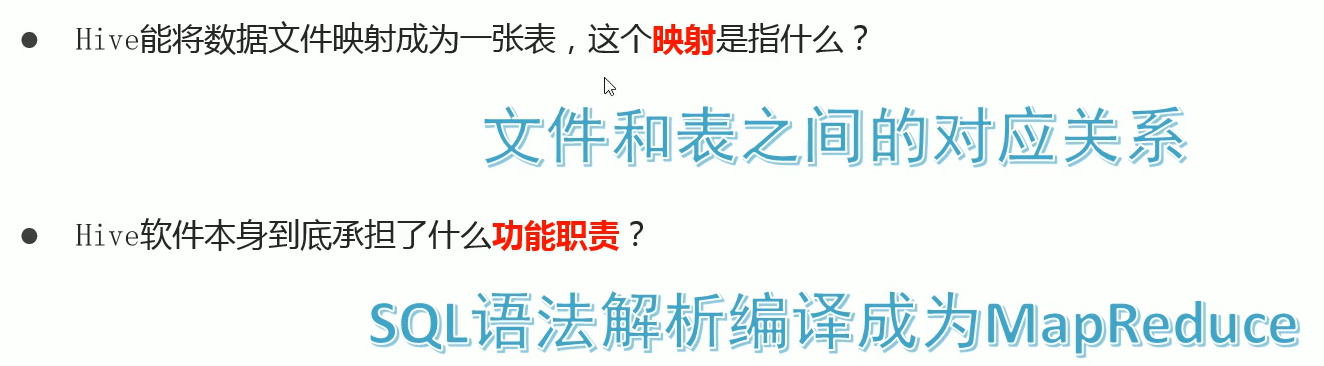 ● Hive能将数据文件映射成为一张表，这个映射是指什么？
文件和表之间的对应关系
● Hive软件本身到底承担了什么功能职责？
SQL语法解析编译成为MapReduce